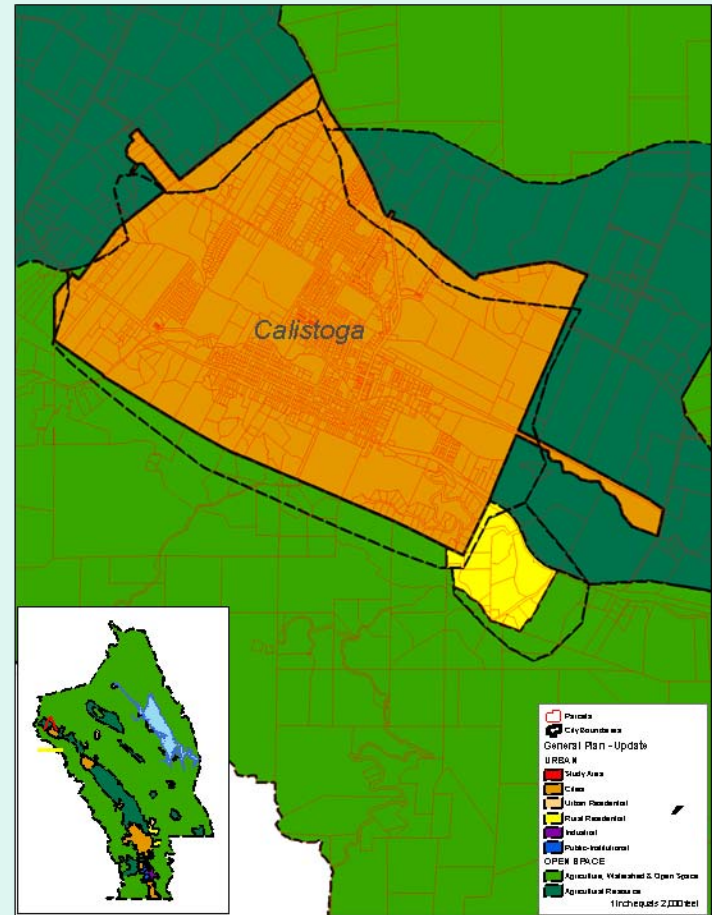 Calistoga
Parcels
City Boundaries
General Plan - Update
URBAN
Study Area
Cities
Urban Residential
Rural Residential
Industrial
Public-Institutional
OPEN SPACE
Agriculture, Watershed & Open Space
Agricultural Resource
1 inch equals 2,000 feet